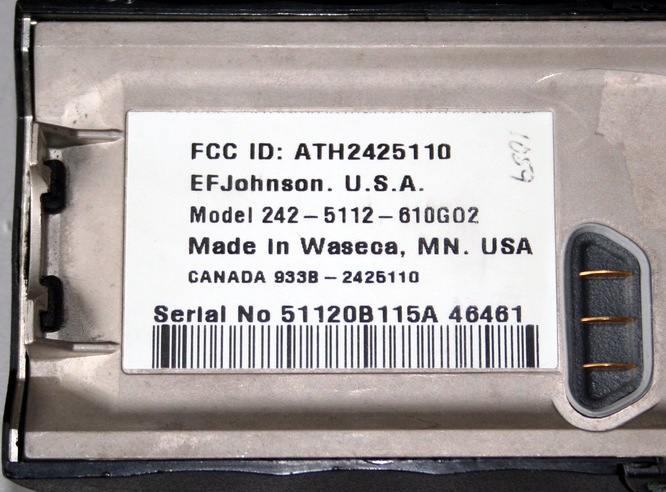 FCC ID: ATH2425110
EFJohnson. U.S.A.
Model 242-5112-610G02
Made In Waseca, MN. USA
CANADA 933B-2425110
Serial No 51120B115A 46461
1059